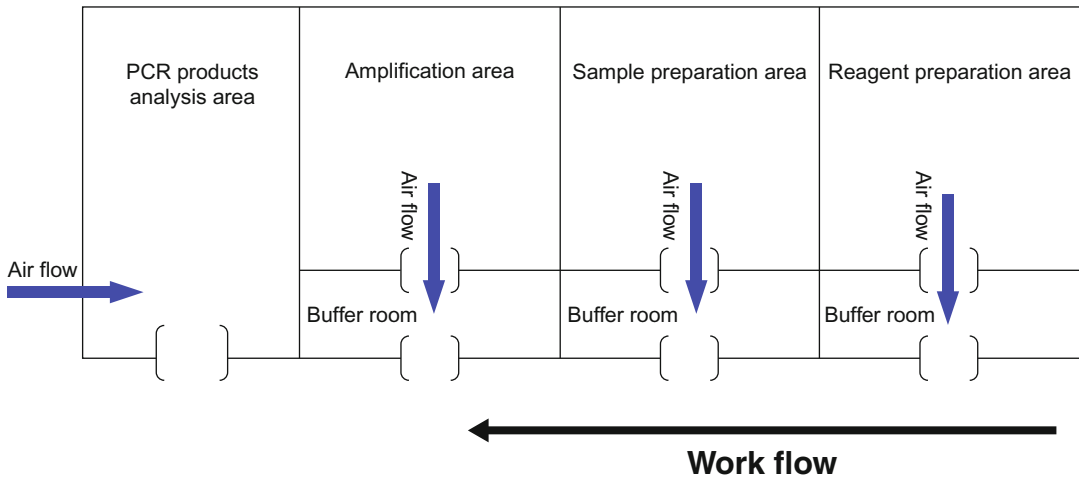 PCR products
analysis area
Amplification area
Sample preparation area
Reagent preparation area
Air flow
Air flow
Air flow
Air flow
Buffer room
Buffer room
Buffer room
Work flow